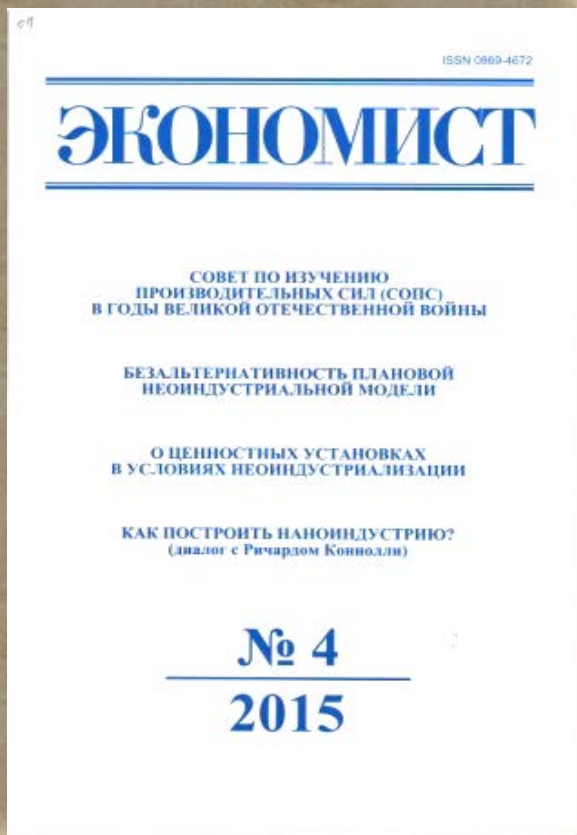 ISSN 0869-4672
ЭКОНОМИСТ
СОВЕТ ПО ИЗУЧЕНИЮ
ПРОИЗВОДИТЕЛЬНЫХ СИЛ (СОПС)
В ГОДЫ ВЕЛИКОЙ ОТЕЧЕСТВЕННОЙ ВОЙНЫ
БЕЗАЛЬТЕРНАТИВНОСТЬ ПЛАНОВОЙ
НЕОИНДУСТРИАЛЬНОЙ МОДЕЛИ
О ЦЕННОСТНЫХ УСТАНОВКАХ
В УСЛОВИЯХ НЕОИНДУСТРИАЛИЗАЦИИ
КАК ПОСТРОИТЬ НАНОИНДУСТРИЮ?
(диалог с Ричардом Коннолли)
№ 4
2015